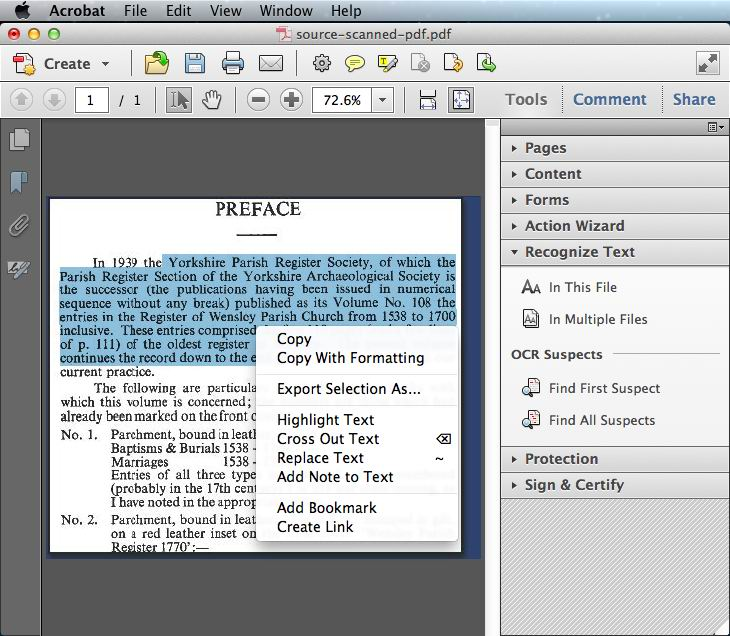 Acrobat File Edit View Window Help
source-scanned-pdf.pdf
Create
1 / 1 72.6% Tools Comment Share
Pages
Content
Forms
Action Wizard
Recognize Text
In This File
In Multiple Files
OCR Suspects
Find First Suspect
Find All Suspects
Protection
Sign & Certify
PREFACE
In 1939 the Yorkshire Parish Register Society, of which the
Parish Register Section of the Yorkshire Archaeological Society is
the successor (the publications having been issued in numerical
sequence without any break) published as its Volume No. 108 the
entries in the Register of Wensley Parish Church from 1538 to 1700
inclusive. These entries comprised
of p. 111) of the oldest register
continues the record down to the
current practice.
The following are
which this volume is concerned;
already been marked on the front
No. 1. Parchment, bound in
Baptisms & Burials 1538 -
Marriages 1538 -
Entries of all three
(probably in the 17th
I have noted in the
No. 2. Parchment, bound in
on a red leather inset on
Register 1770':—
Copy
Copy With Formatting
Export Selection As...
Highlight Text
Cross Out Text
Replace Text ~
Add Note to Text
Add Bookmark
Create Link